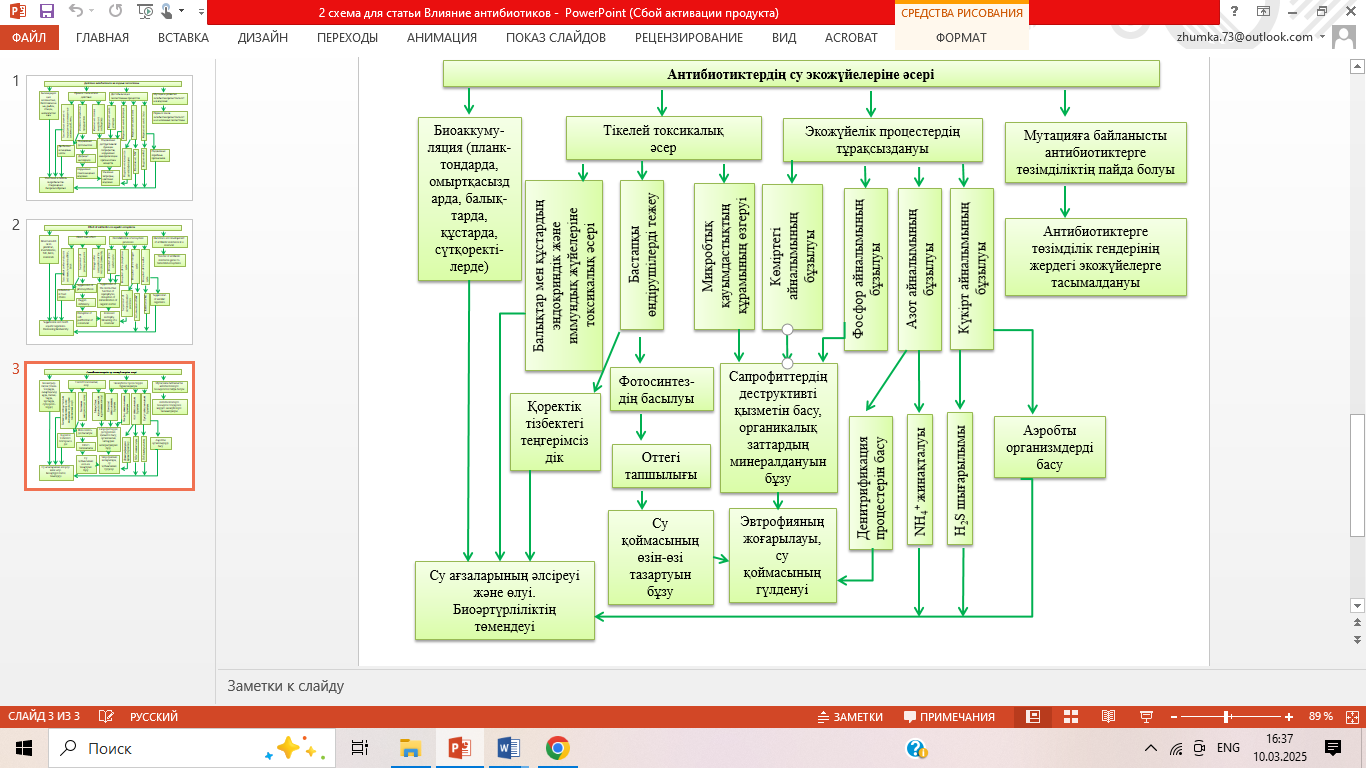 2 схема для статьи Влияние антибиотиков - PowerPoint (Сбой активации продукта)
СРЕДСТВА РИСОВАНИЯ
ФАЙЛ
ГЛАВНАЯ
ВСТАВКА
ДИЗАЙН
ПЕРЕХОДЫ
АНИМАЦИЯ
ПОКАЗ СЛАЙДОВ
РЕЦЕНЗИРОВАНИЕ
ВИД
ACROBAT
ФОРМАТ
zhumka.73@outlook.com
1
2
3
Антибиотиктердің су экожүйелеріне әсері
Биоаккуму-
ляция (планк-
тондарда,
омыртқасызд
арда, балық-
тарда,
құстарда,
сүтқоректі-
лерде)
Тікелей токсикалық
әсер
Экожүйелік процестердің
тұрақсыздануы
Мутацияға байланысты
антибиотиктерге
төзімділіктің пайда болуы
Балықтар мен құстардың
эндокриндік және
иммундық жүйелеріне
токсикалық әсері
Бастапқы
өндірушілерді тежеу
Микробтық
қауымдастықтың
құрамының өзгеруі
Көміртегі
айналымының
бұзылуы
Фосфор айналымының
бұзылуы
Азот айналымының
бұзылуы
Күкірт айналымының
бұзылуы
Антибиотиктерге
төзімділік гендерінің
жердегі экожүйелерге
тасымалдануы
Қоректік
тізбектегі
теңгерімсіз
дік
Фотосинтез-
дің басылуы
Оттегі
тапшылығы
Сапрофиттердің
деструктивті
қызметін басу,
органикалық
заттардың
минералдануын
бұзу
Денитрификация
процестерін басу
NH₄⁺ жинақталуы
H₂S шығарылымы
Аэробты
организмдерді
басу
Су
қоймасының
өзін-өзі
тазартуын
бұзу
Эвтрофияның
жоғарылауы,
су
қоймасының
гүлденуі
Су ағзаларының әлсіреуі
және өлуі.
Биоәртүрліліктің
төмендеуі
Заметки к слайду
СЛАЙД 3 ИЗ 3
РУССКИЙ
ЗАМЕТКИ
ПРИМЕЧАНИЯ
89 %
Поиск
ENG
16:37
10.03.2025